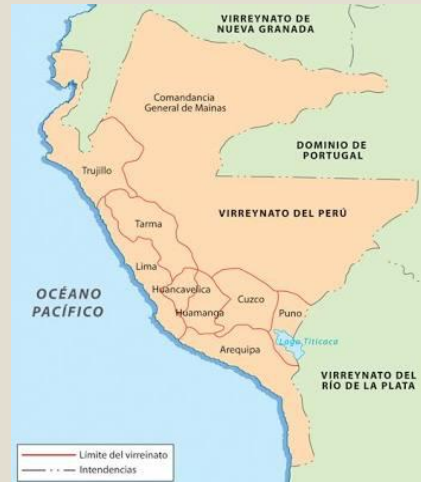 VIRREYNATO DE
NUEVA GRANADA
Comandancia
General de Mainas
DOMINIO DE
PORTUGAL
Trujillo
VIRREYNATO DEL PERÚ
Tarma
Lima
Huancavelica
OCÉANO
PACÍFICO
Cuzco
Puno
Huamanga
Lago Titicaca
Arequipa
VIRREYNATO DEL
RÍO DE LA PLATA
Límite del virreinato
Intendencias